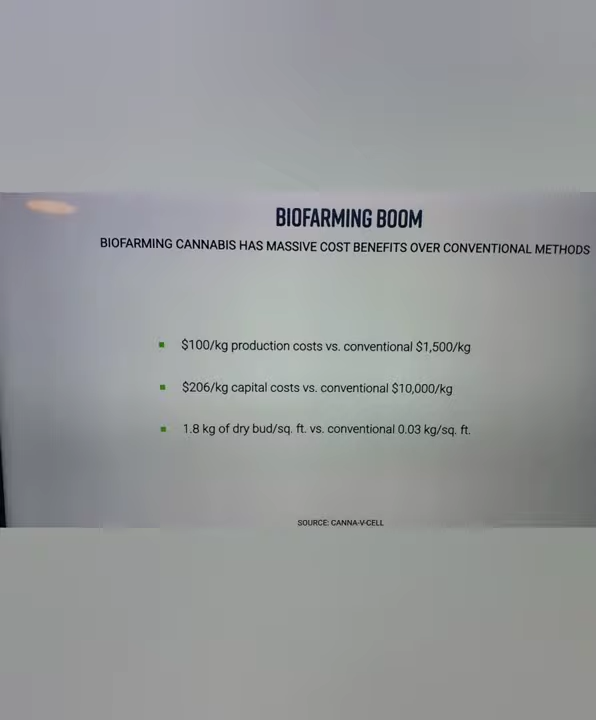 BIOFARMING BOOM
BIOFARMING CANNABIS HAS MASSIVE COST BENEFITS OVER CONVENTIONAL METHODS
$100/kg production costs vs. conventional $1,500/kg
$206/kg capital costs vs. conventional $10,000/kg
1.8 kg of dry bud/sq. ft. vs. conventional 0.03 kg/sq. ft.
SOURCE: CANNA-V-CELL